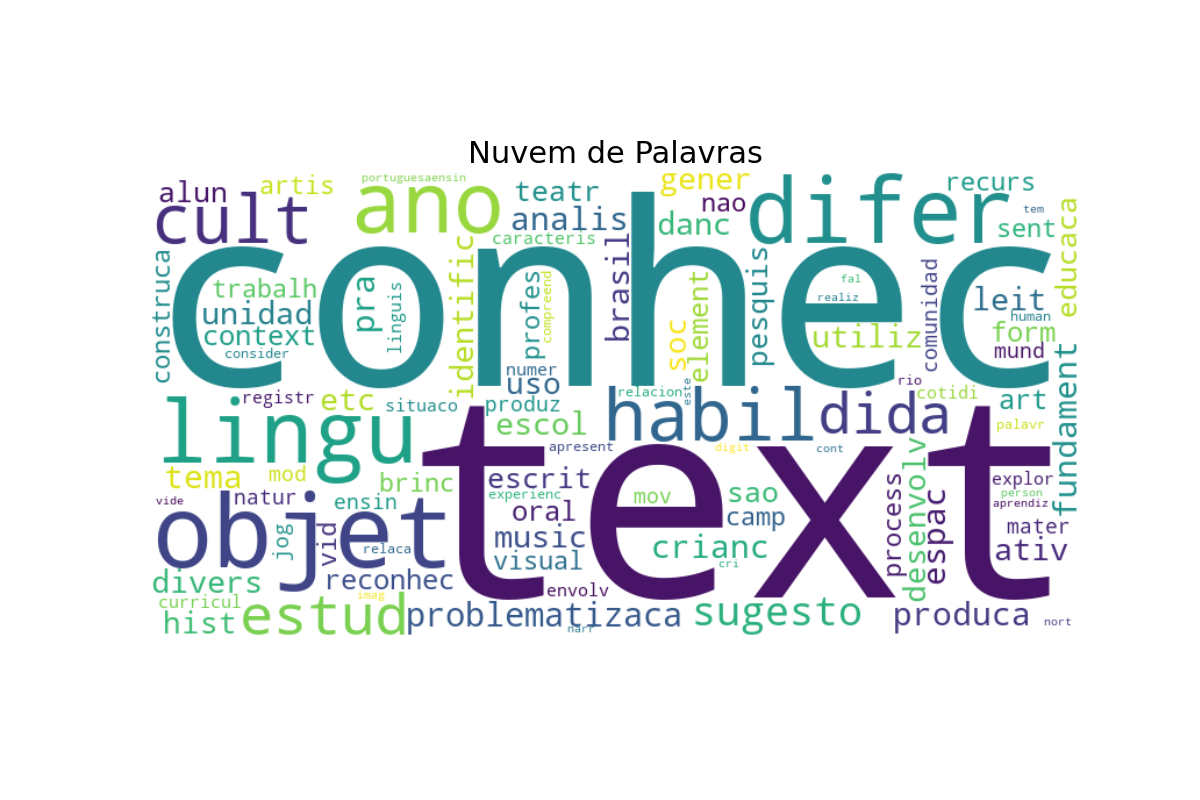 Nuvem de Palavras
portuguesaensin
alun
artis
ano
teatr
gener
difer
recurs
cult
analis
nao
danc
tem
sent
educaca
caracteris
construca
conhec
identific
brasil
pesquis
trabalh
pra
linguis
profes
compreend
element
soc
fal
realiz
comunidad
leit
human
unidad
context
consider
utiliz
form
mund
numer
uso
este
relacion
rio
cotidi
registr
etc
situaco
produz
habil
dida
art
fundament
lingu
escol
palavr
text
apresent
digit
cont
tema
mod
brinc
escrit
explor
vide
natur
ensin
experienc
mov
sao
process
desenvolv
espac
person
aprendiz
objet
jog
vid
oral
camp
mater
relaca
music
crianc
ativ
visual
cri
divers
reconhec
envolv
curricul
imag
hist
estud
problematizaca
narr
sugesto
produca
nort